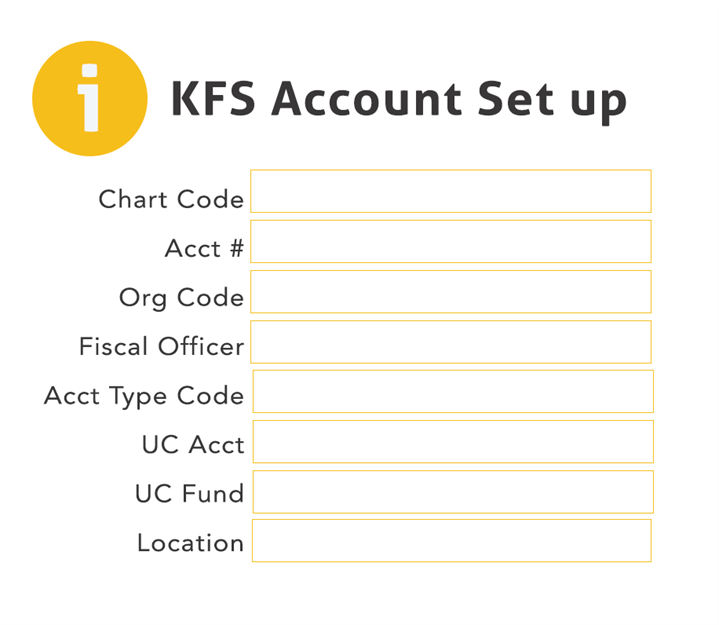 i
KFS Account Set up
Chart Code
Acct #
Org Code
Fiscal Officer
Acct Type Code
UC Acct
UC Fund
Location